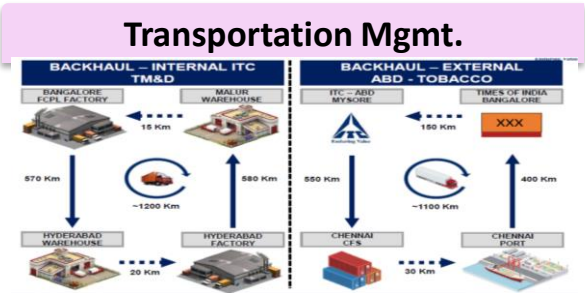 Transportation Mgmt.
BACKHAUL – INTERNAL ITC
TM&D
BANGALORE
FCPL FACTORY
MALUR
WAREHOUSE
15 Km
570 KM
580 Km
~1200 Km
HYDERABAD
WAREHOUSE
HYDERABAD
FACTORY
20 Km
BACKHAUL – EXTERNAL
ABD - TOBACCO
ITC – ABD
MYSORE
TIMES OF INDIA
BANGALORE
XXX
150 Km
Enduring Value
550 KM
400 Km
~1100 Km
CHENNAI
CFS
CHENNAI
PORT
30 Km